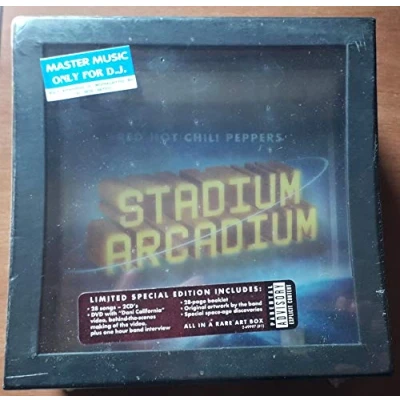 MASTER MUSIC
ONLY FOR D.J.
RED HOT CHILI PEPPERS
STADIUM
ARCADIUM
LIMITED SPECIAL EDITION INCLUDES:
• 28 songs – 2CD's
• DVD with "Dani California"
video, behind-the-scenes
making of the video,
plus one hour band interview
• 28-page booklet
• Original artwork by the band
• Special space-age discoveries
ALL IN A RARE ART BOX
PARENTAL
ADVISORY
EXPLICIT CONTENT